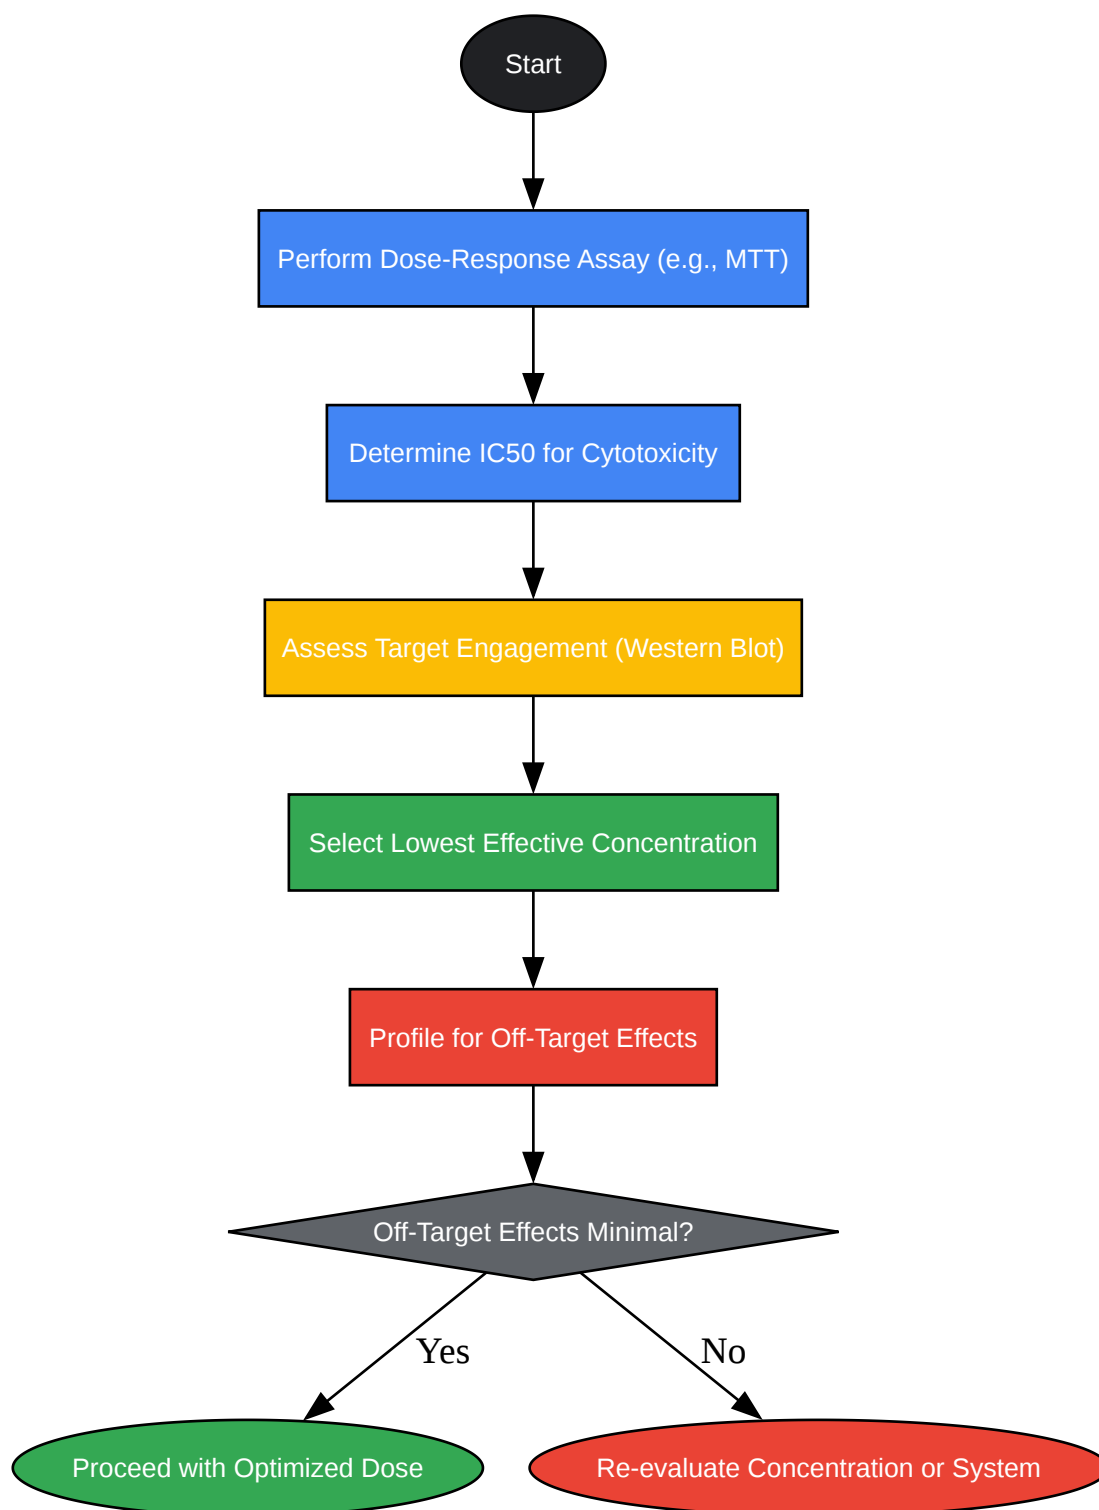 Start
Perform Dose-Response Assay (e.g., MTT)
Determine IC50 for Cytotoxicity
Assess Target Engagement (Western Blot)
Select Lowest Effective Concentration
Profile for Off-Target Effects
Off-Target Effects Minimal?
Yes
No
Proceed with Optimized Dose
Re-evaluate Concentration or System